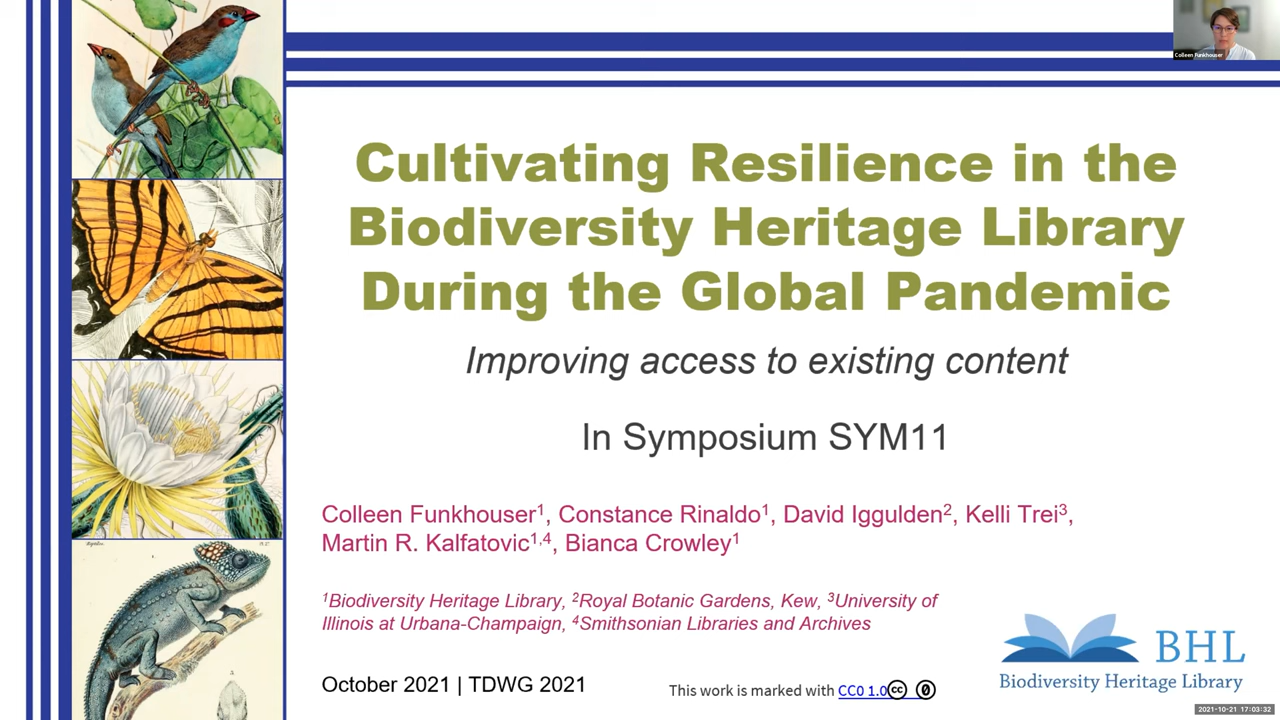 Colleen Funkhouser
Cultivating Resilience in the
Biodiversity Heritage Library
During the Global Pandemic
Improving access to existing content
In Symposium SYM11
Colleen Funkhouser¹, Constance Rinaldo¹, David Iggulden², Kelli Trei³,
Martin R. Kalfatovic¹,⁴, Bianca Crowley¹
¹Biodiversity Heritage Library, ²Royal Botanic Gardens, Kew, ³University of
Illinois at Urbana-Champaign, ⁴Smithsonian Libraries and Archives
October 2021 | TDWG 2021
This work is marked with CC0 1.0
BHL
Biodiversity Heritage Library
2021-10-21 17:03:32